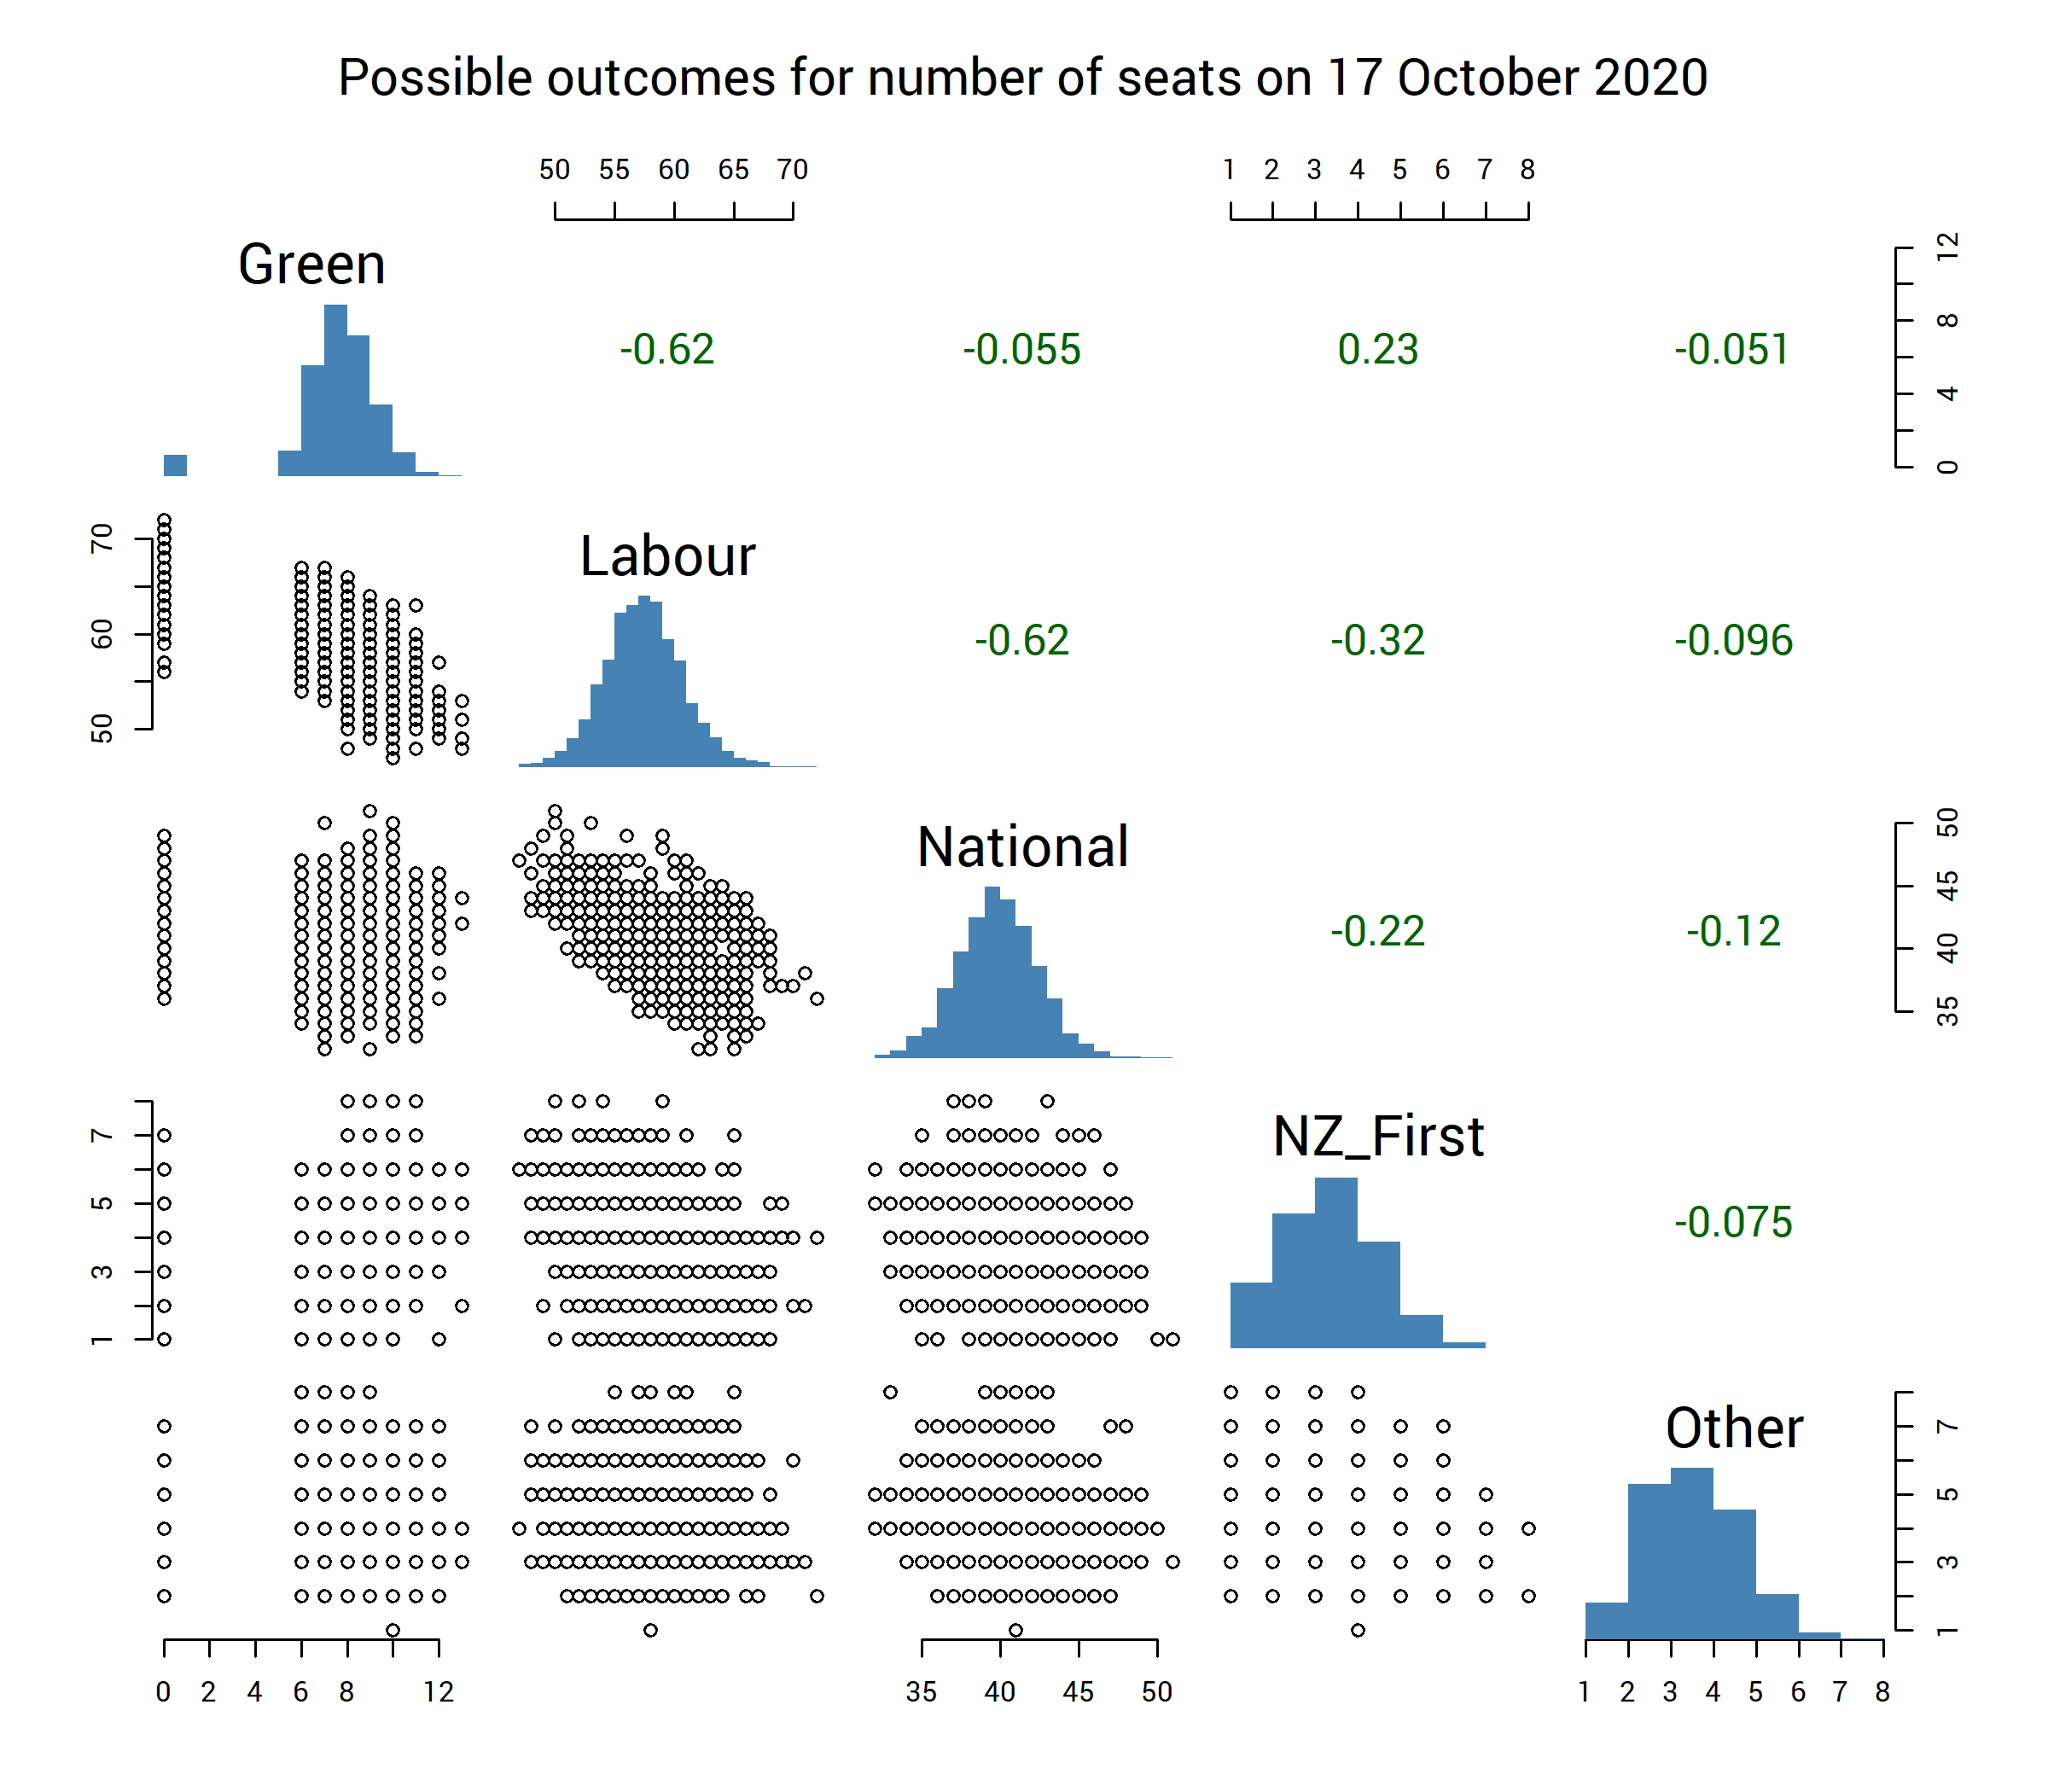 Possible outcomes for number of seats on 17 October 2020
50 55 60 65 70
1 2 3 4 5 6 7 8
Green
-0.62
-0.055
0.23
-0.051
12
8
4
0
70
60
50
Labour
-0.62
-0.32
-0.096
National
-0.22
-0.12
50
45
40
35
7
5
3
1
NZ_First
-0.075
Other
7
5
3
1
0 2 4 6 8 12
35 40 45 50
1 2 3 4 5 6 7 8